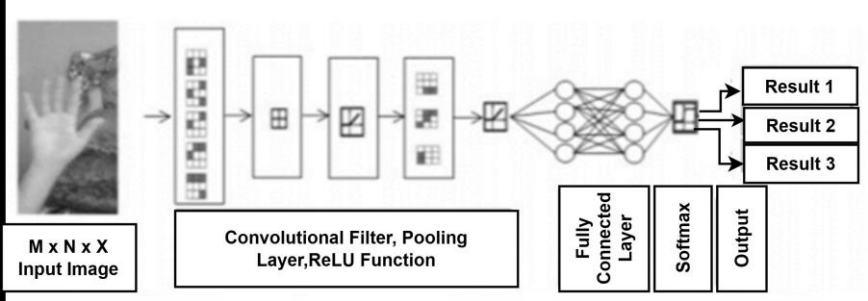 Result 1
Result 2
Result 3
M x N x X
Input Image
Convolutional Filter, Pooling
Layer,ReLU Function
Fully
Connected
Layer
Softmax
Output